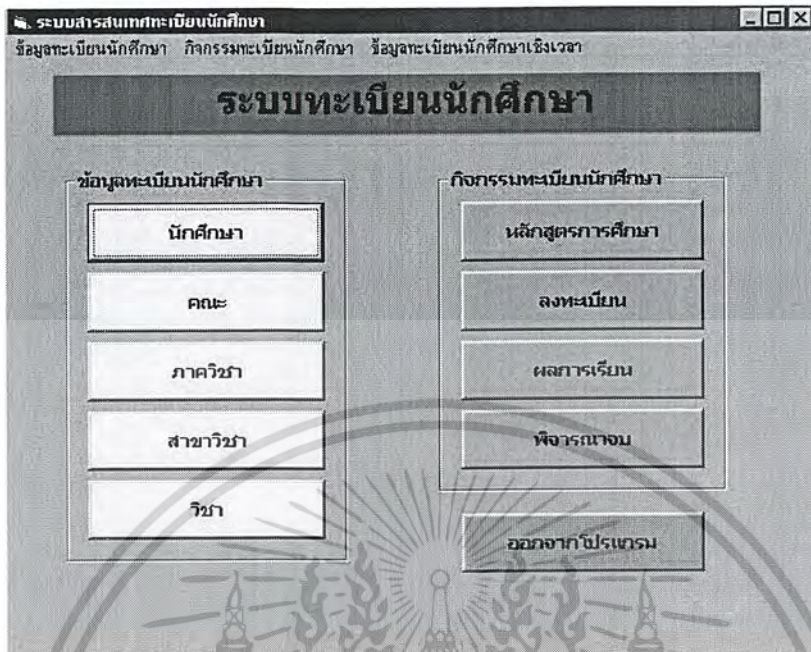 ระบบสารสนเทศทะเบียนนักศึกษา
ข้อมูลทะเบียนนักศึกษา กิจกรรมทะเบียนนักศึกษา ข้อมูลทะเบียนนักศึกษาเชิงเวลา
ระบบทะเบียนนักศึกษา
ข้อมูลทะเบียนนักศึกษา
นักศึกษา
คณะ
ภาควิชา
สาขาวิชา
วิชา
กิจกรรมทะเบียนนักศึกษา
หลักสูตรการศึกษา
ลงทะเบียน
ผลการเรียน
พิจารณาจบ
ออกจากโปรแกรม